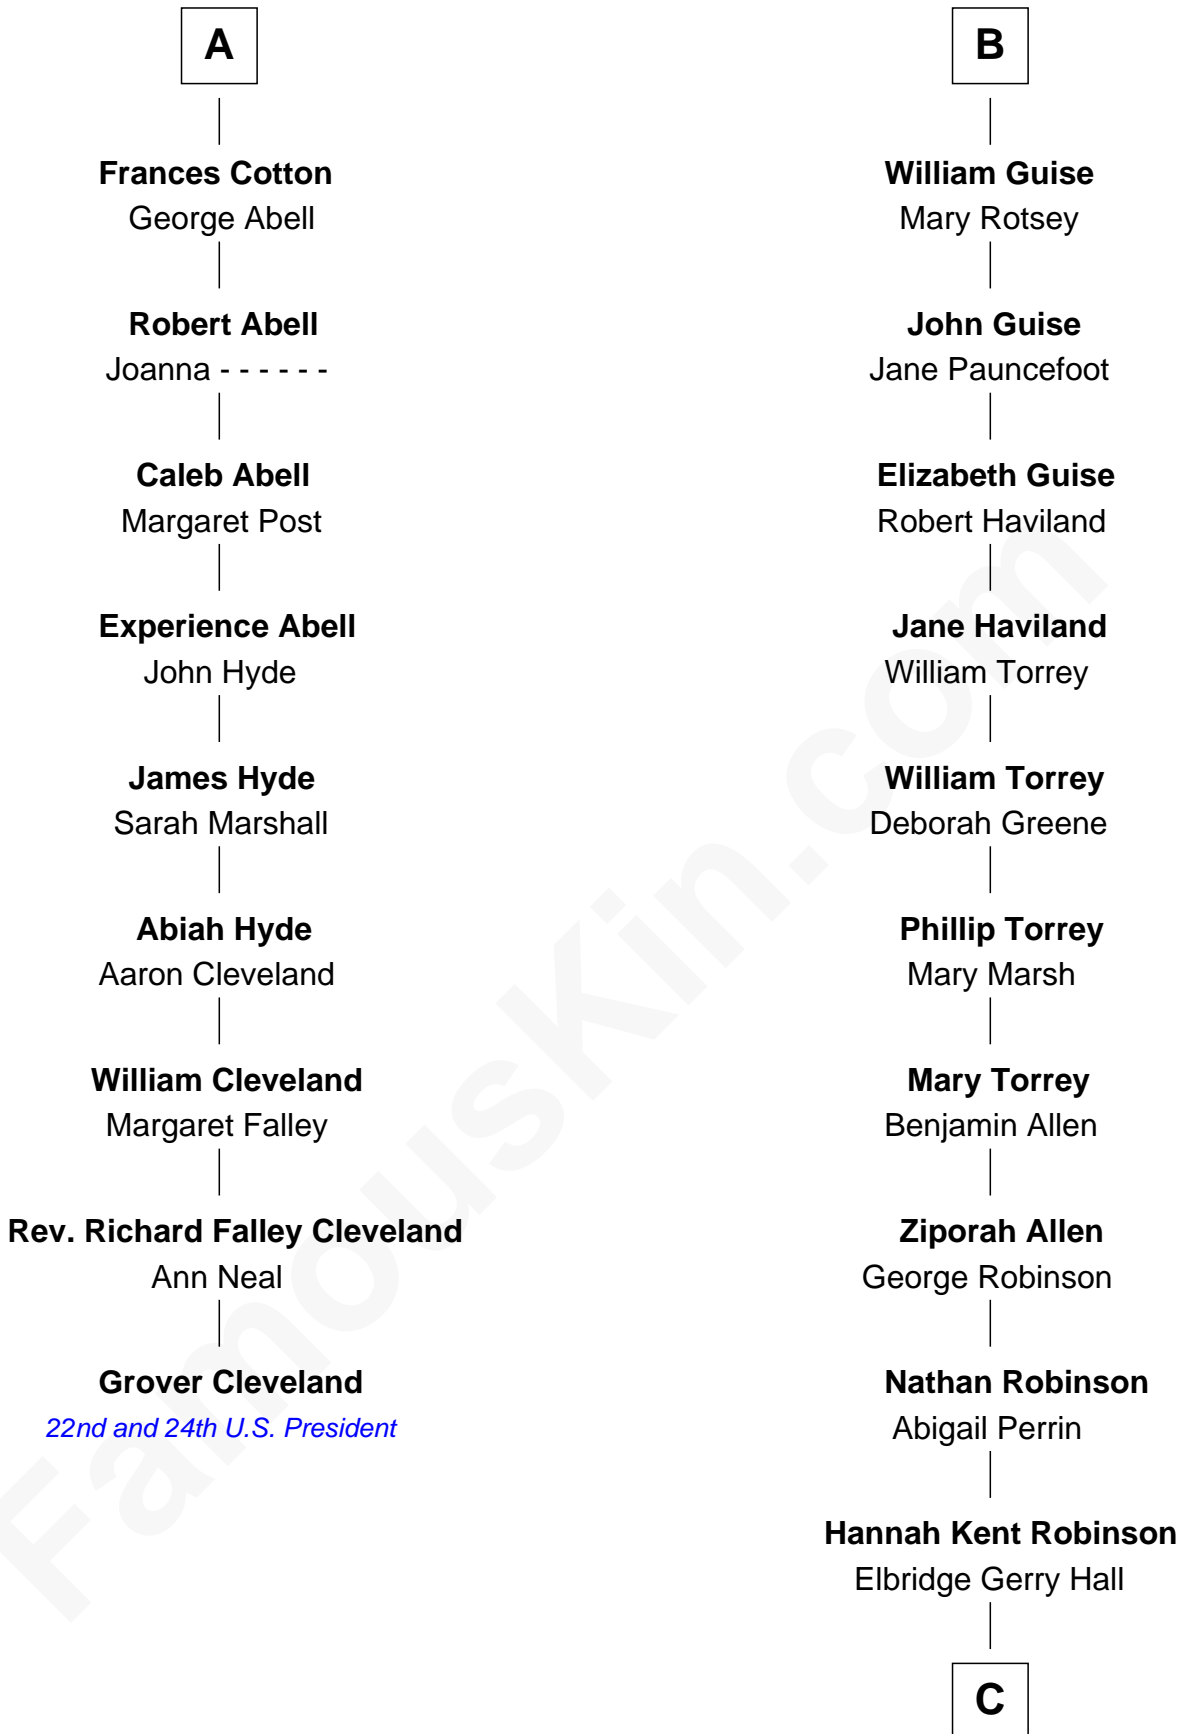 A
Frances Cotton
George Abell
Robert Abell
Joanna - - - - - -
Caleb Abell
Margaret Post
Experience Abell
John Hyde
James Hyde
Sarah Marshall
Abiah Hyde
Aaron Cleveland
William Cleveland
Margaret Falley
Rev. Richard Falley Cleveland
Ann Neal
Grover Cleveland
22nd and 24th U.S. President
B
William Guise
Mary Rotsey
John Guise
Jane Pauncefoot
Elizabeth Guise
Robert Haviland
Jane Haviland
William Torrey
William Torrey
Deborah Greene
Phillip Torrey
Mary Marsh
Mary Torrey
Benjamin Allen
Ziporah Allen
George Robinson
Nathan Robinson
Abigail Perrin
Hannah Kent Robinson
Elbridge Gerry Hall
C
FamousKin.com